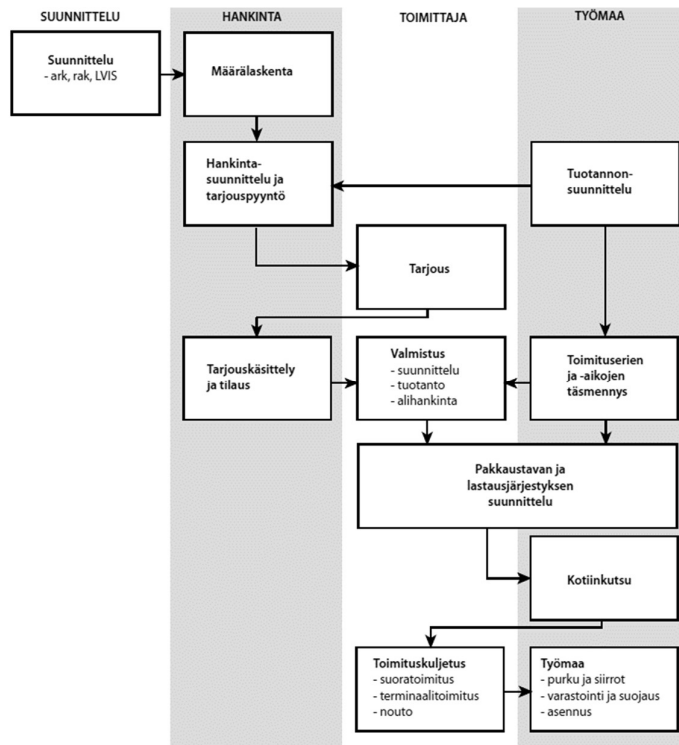 SUUNNITTELU
HANKINTA
TOIMITTAJA
TYÖMAA
Suunnittelu
- ark, rak, LVIS
Määrälaskenta
Hankinta-
suunnittelu ja
tarjouspyyntö
Tuotannon-
suunnittelu
Tarjous
Tarjouskäsittely
ja tilaus
Valmistus
- suunnittelu
- tuotanto
- alihankinta
Toimituserien
ja -aikojen
täsmennys
Pakkaustavan ja
lastausjärjestyksen
suunnittelu
Kotiinkutsu
Toimituskuljetus
- suoratoimitus
- terminaalitoimitus
- nouto
Työmaa
- purku ja siirrot
- varastointi ja suojaus
- asennus